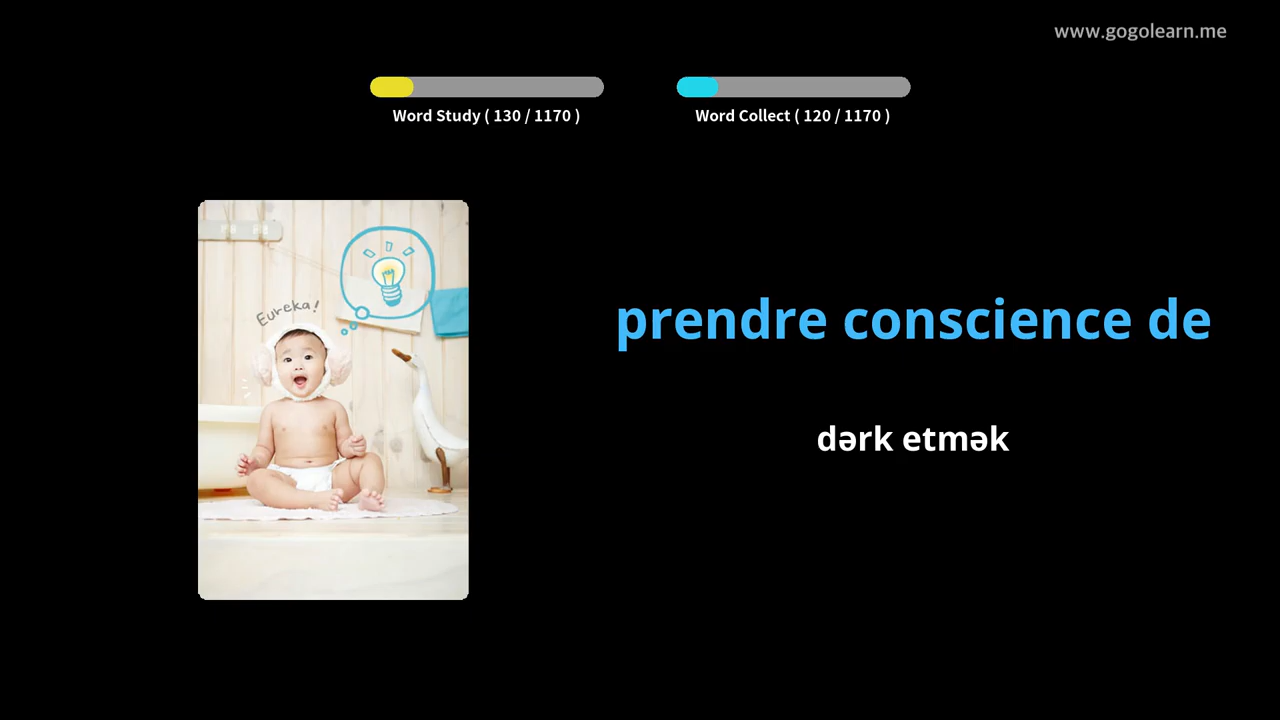 www.gogolearn.me
Word Study ( 130 / 1170 )
Word Collect ( 120 / 1170 )
Eureka!
prendre conscience de
dərk etmək